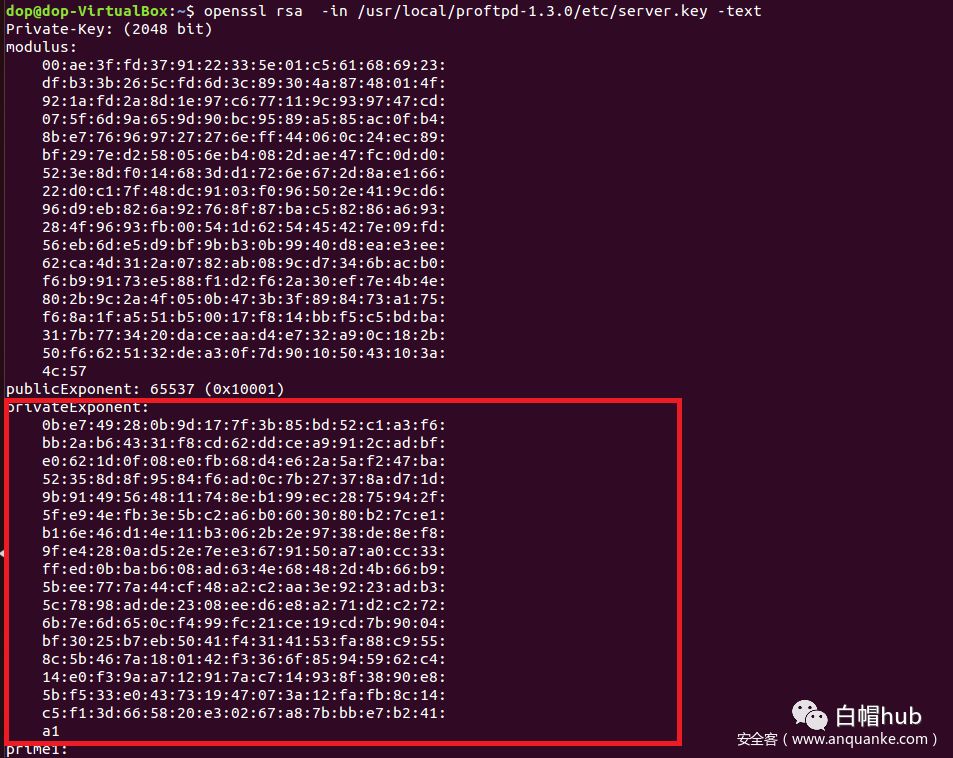 dop@dop-VirtualBox:~$ openssl rsa  -in /usr/local/proftpd-1.3.0/etc/server.key -text
Private-Key: (2048 bit)
modulus:
    00:ae:3f:fd:37:91:22:33:5e:01:c5:61:68:69:23:
    df:b3:3b:26:5c:fd:6d:3c:89:30:4a:87:48:01:4f:
    92:1a:fd:2a:8d:1e:97:c6:77:11:9c:93:97:47:cd:
    07:5f:6d:9a:65:9d:90:bc:95:89:a5:85:ac:0f:b4:
    8b:e7:76:96:97:27:27:6e:ff:44:06:0c:24:ec:89:
    bf:29:7e:d2:58:05:6e:b4:08:2d:ae:47:fc:0d:d0:
    52:3e:8d:f0:14:68:3d:d1:72:6e:67:2d:8a:e1:66:
    22:d0:c1:7f:48:dc:91:03:f0:96:50:2e:41:9c:d6:
    96:d9:eb:82:6a:92:76:8f:87:ba:c5:82:86:a6:93:
    28:4f:96:93:fb:00:54:1d:62:54:45:42:7e:09:fd:
    56:eb:6d:e5:d9:bf:9b:b3:0b:99:40:d8:ea:e3:ee:
    62:ca:4d:31:2a:07:82:ab:08:9c:d7:34:6b:ac:b0:
    f6:b9:91:73:e5:88:f1:d2:f6:2a:30:ef:7e:4b:4e:
    80:2b:9c:2a:4f:05:0b:47:3b:3f:89:84:73:a1:75:
    f6:8a:1f:a5:51:b5:00:17:f8:14:bb:f5:c5:bd:ba:
    31:7b:77:34:20:da:ce:aa:d4:e7:32:a9:0c:18:2b:
    50:f6:62:51:32:de:a3:0f:7d:90:10:50:43:10:3a:
    4c:57
publicExponent: 65537 (0x10001)
privateExponent:
    0b:e7:49:28:0b:9d:17:7f:3b:85:bd:52:c1:a3:f6:
    bb:2a:b6:43:31:f8:cd:62:dd:ce:a9:91:2c:ad:bf:
    e0:62:1d:0f:08:e0:fb:68:d4:e6:2a:5a:f2:47:ba:
    52:35:8d:8f:95:84:f6:ad:0c:7b:27:37:8a:d7:1d:
    9b:91:49:56:48:11:74:8e:b1:99:ec:28:75:94:2f:
    5f:e9:4e:fb:3e:5b:c2:a6:b0:60:30:80:b2:7c:e1:
    b1:6e:46:d1:4e:11:b3:06:2b:2e:97:38:de:8e:f8:
    9f:e4:28:0a:d5:2e:7e:e3:67:91:50:a7:a0:cc:33:
    ff:ed:0b:ba:b6:08:ad:63:4e:68:48:2d:4b:66:b9:
    5b:ee:77:7a:44:cf:48:a2:c2:aa:3e:92:23:ad:b3:
    5c:78:98:ad:de:23:08:ee:d6:e8:a2:71:d2:c2:72:
    6b:7e:6d:65:0c:f4:99:fc:21:ce:19:cd:7b:90:04:
    bf:30:25:b7:eb:50:41:f4:31:41:53:fa:88:c9:55:
    8c:5b:46:7a:18:01:42:f3:36:6f:85:94:59:62:c4:
    14:e0:f3:9a:a7:12:91:7a:c7:14:93:8f:38:90:e8:
    5b:f5:33:e0:43:73:19:47:07:3a:12:fa:fb:8c:14:
    c5:f1:3d:66:58:20:e3:02:67:a8:7b:bb:e7:b2:41:
    a1
prime1:
白帽hub
安全客（www.anquanke.com）